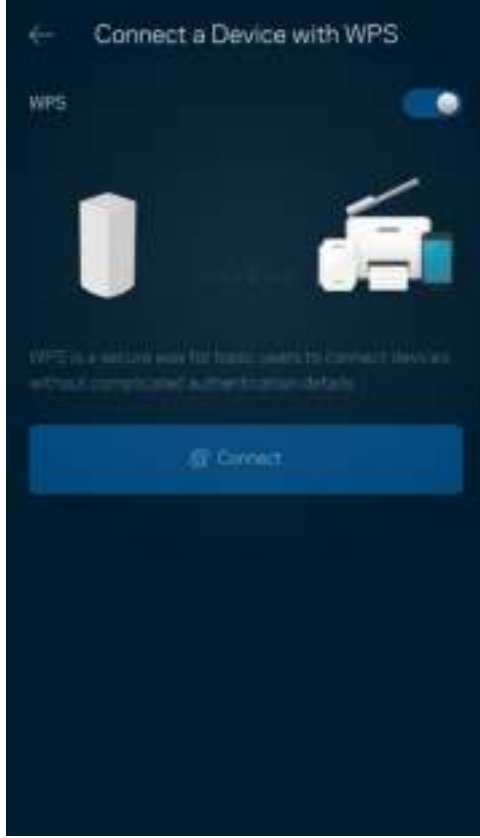 Connect a Device with WPS
WPS
WPS is a secure way for basic users to connect devices
without complicated authentication details
Connect